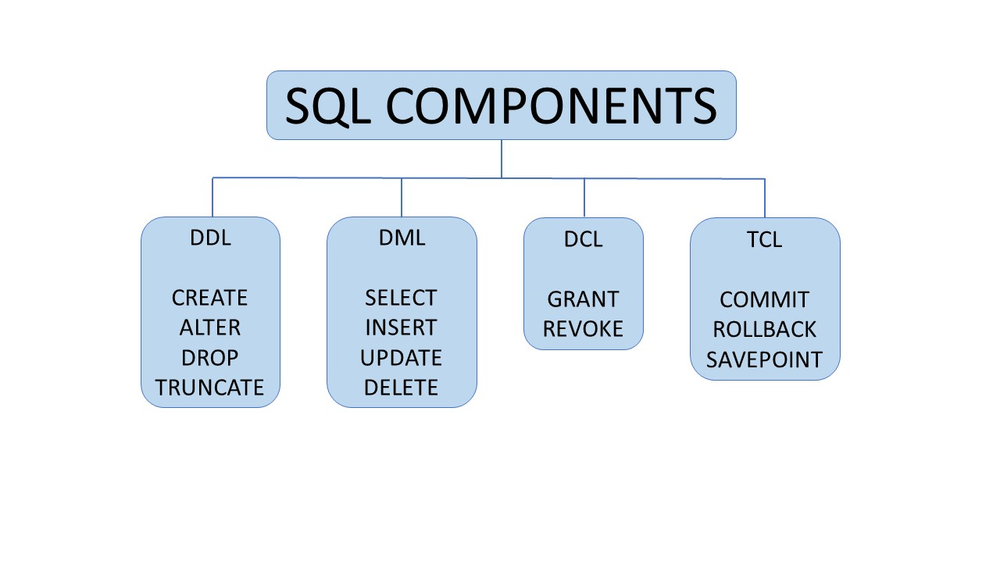 SQL COMPONENTS
DDL
CREATE
ALTER
DROP
TRUNCATE
DML
SELECT
INSERT
UPDATE
DELETE
DCL
GRANT
REVOKE
TCL
COMMIT
ROLLBACK
SAVEPOINT